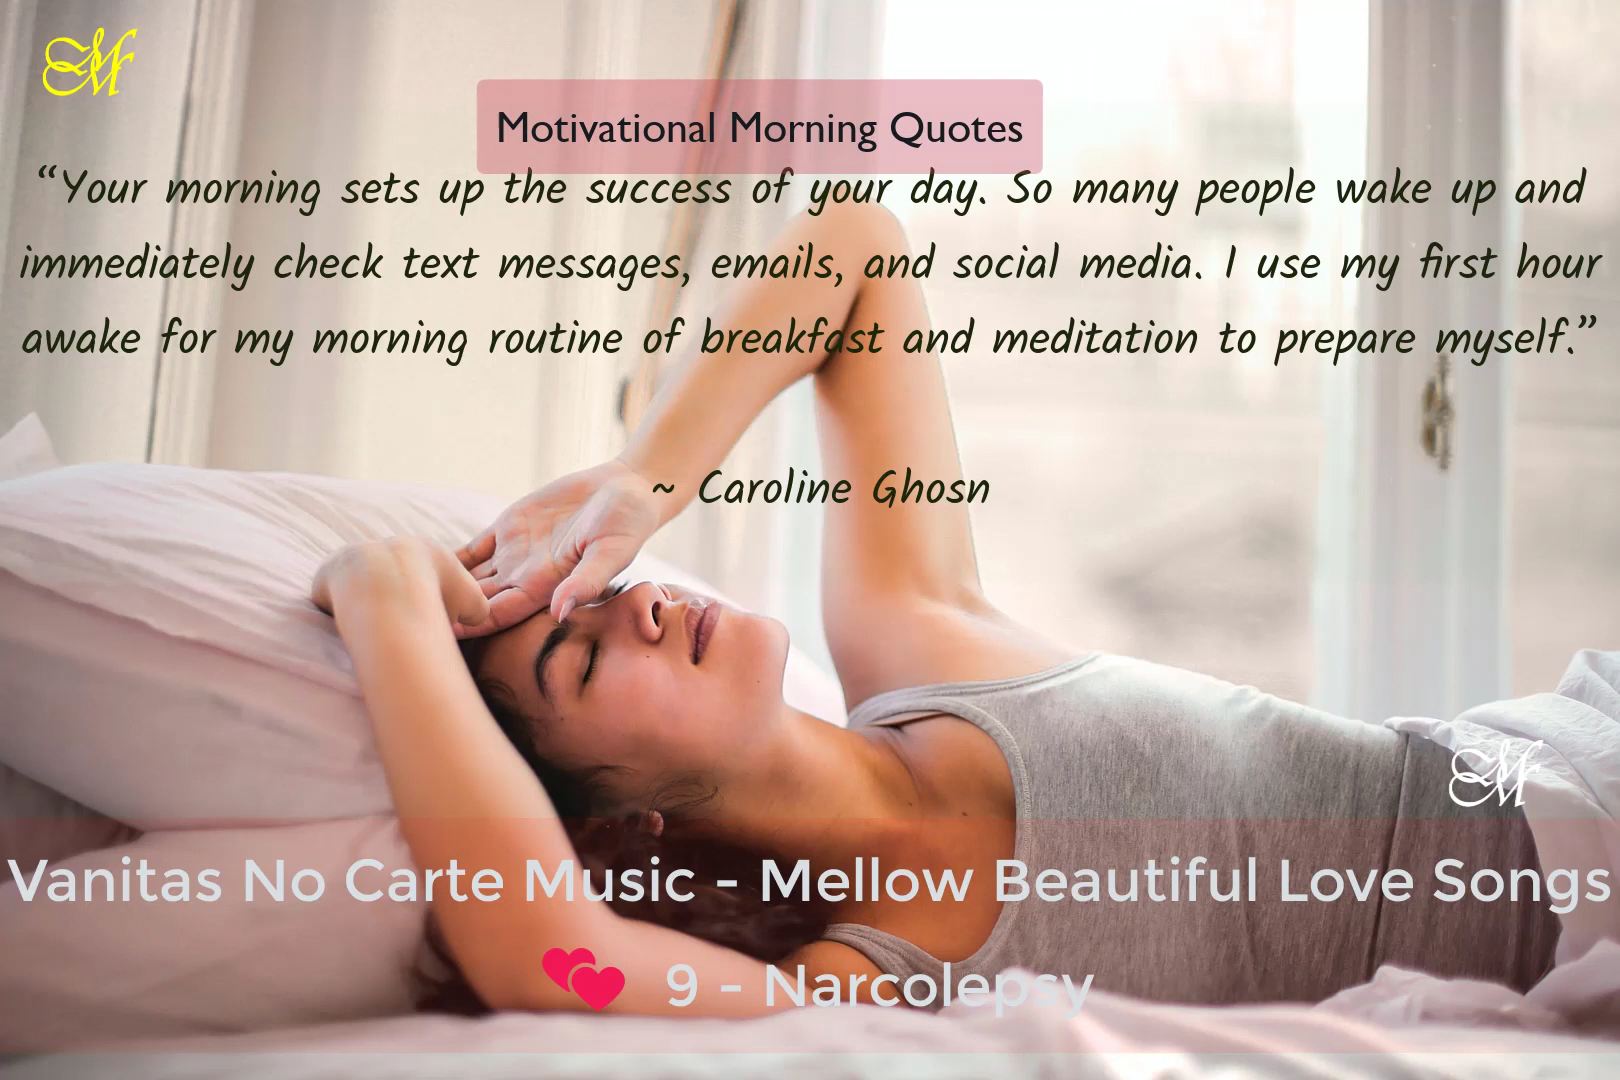 Motivational Morning Quotes
“Your morning sets up the success of your day. So many people wake up and
immediately check text messages, emails, and social media. I use my first hour
awake for my morning routine of breakfast and meditation to prepare myself.”
~ Caroline Ghosn
Vanitas No Carte Music - Mellow Beautiful Love Songs
💕 9 - Narcolepsy